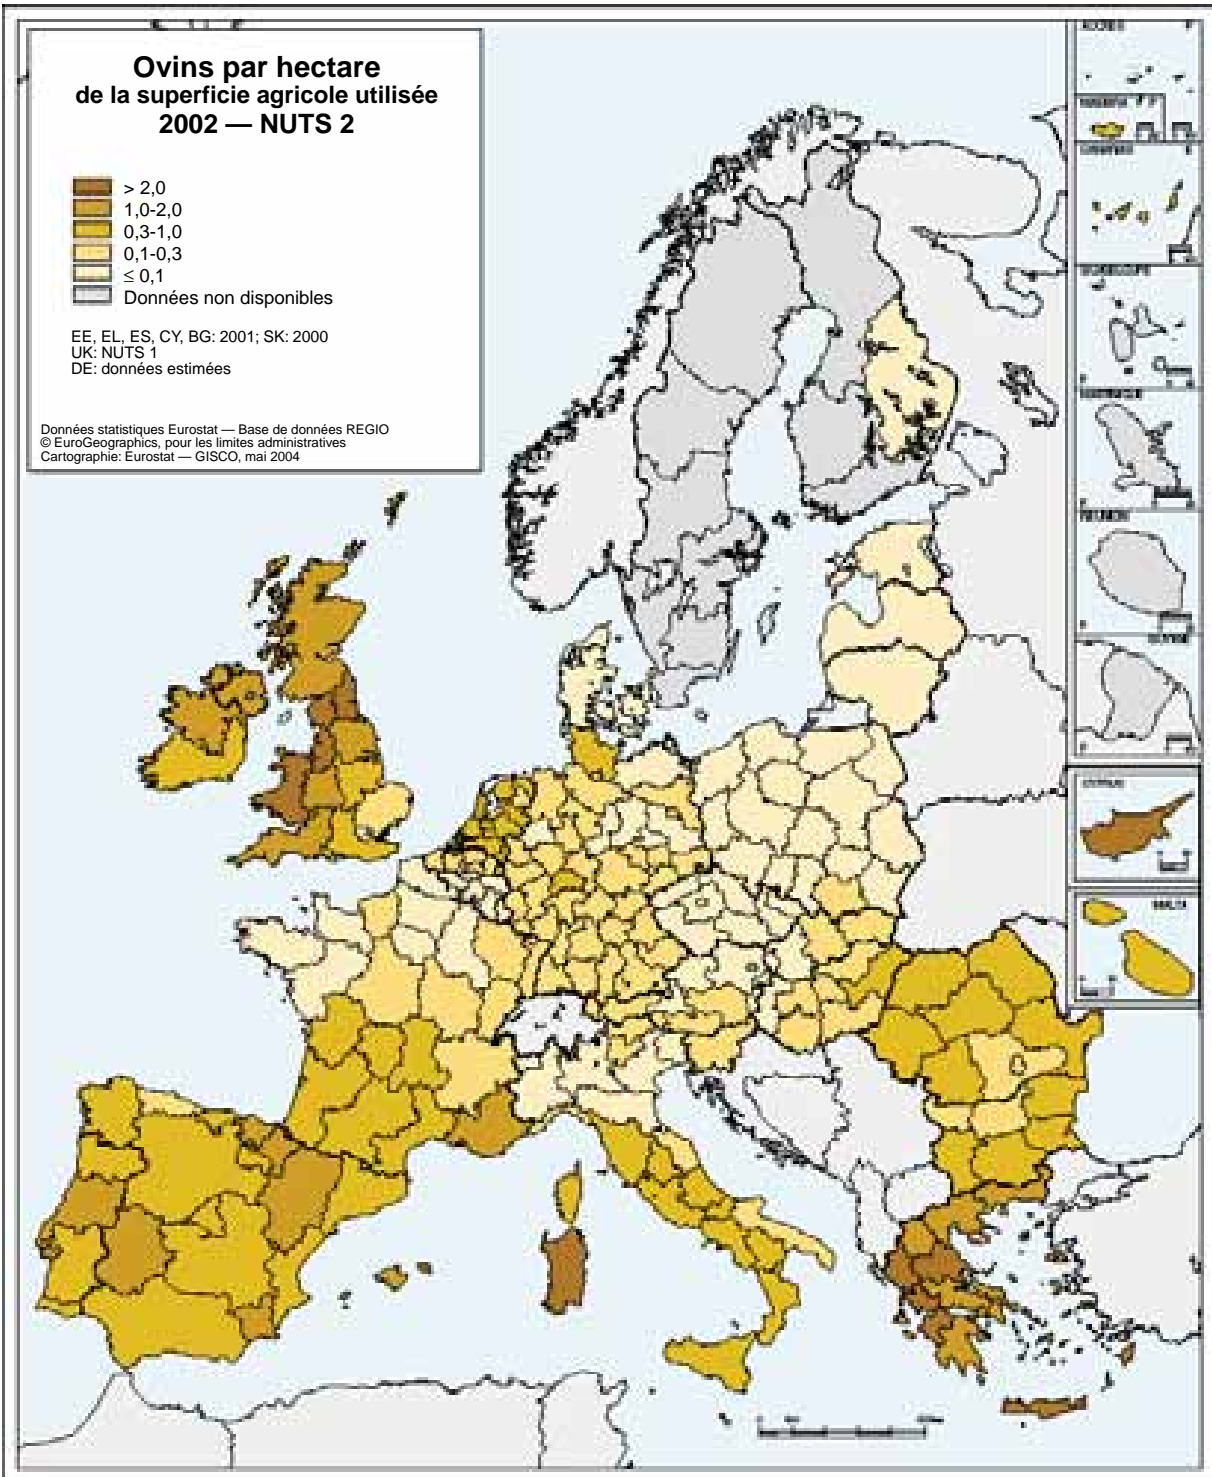 Ovins par hectare
de la superficie agricole utilisée
2002 — NUTS 2
> 2,0
1,0-2,0
0,3-1,0
0,1-0,3
≤ 0,1
Données non disponibles
EE, EL, ES, CY, BG: 2001; SK: 2000
UK: NUTS 1
DE: données estimées
Données statistiques Eurostat — Base de données REGIO
© EuroGeographics, pour les limites administratives
Cartographie: Eurostat — GISCO, mai 2004
GUADELOUPE
MALTA